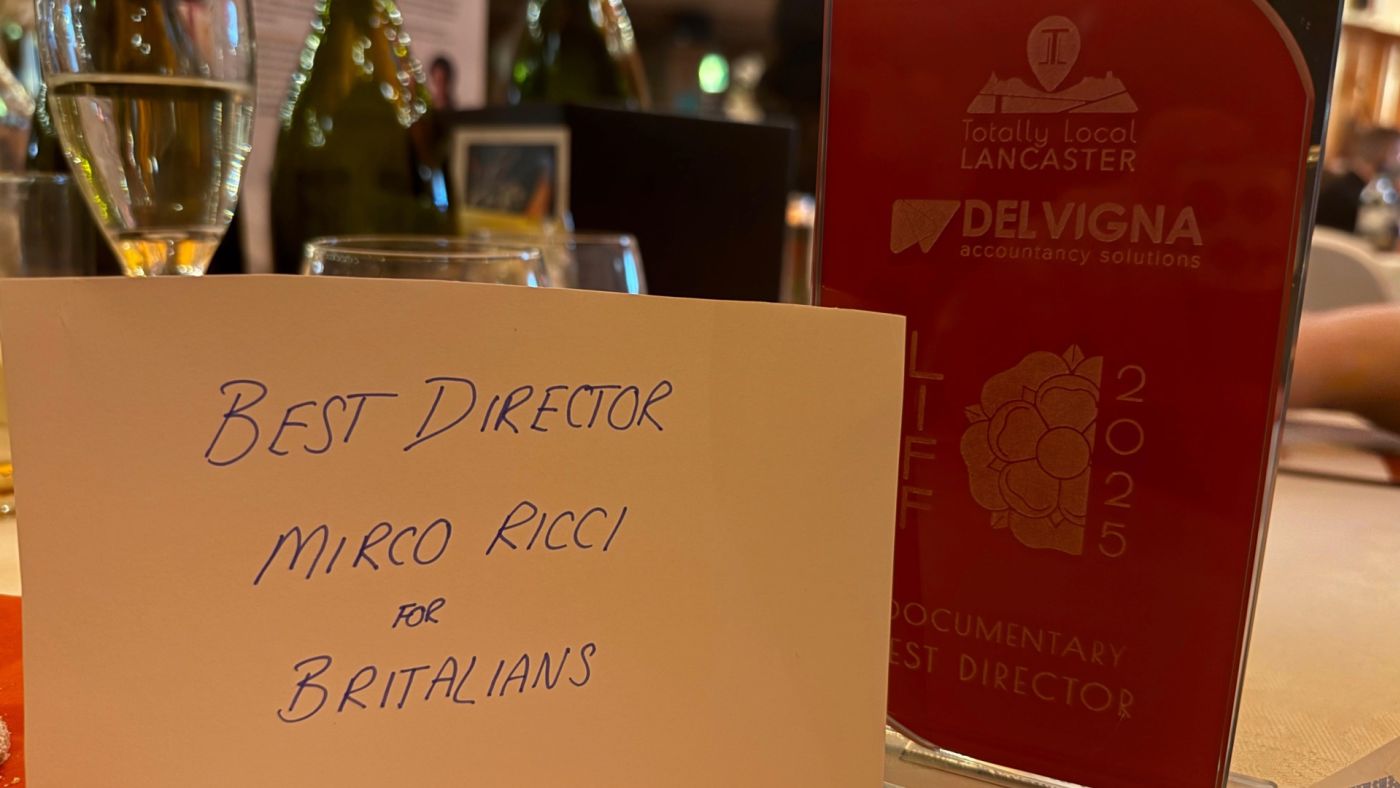 BEST DIRECTOR
MIRCO RICCI
FOR
BRITALIANS
Totally Local
LANCASTER
DELVIGNA
accountancy solutions
LIFF
2025
DOCUMENTARY
EST DIRECTOR